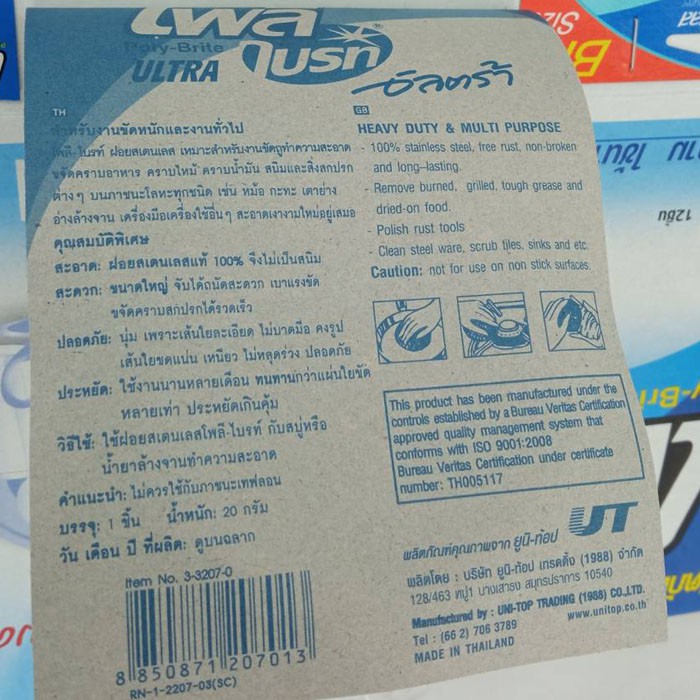 โพลี
Poly-Brite
ULTRA
ไบรท์
อัลตร้า
TH
สำหรับงานขัดหนักและงานทั่วไป
โพลี-ไบรท์ ฝอยสเตนเลส เหมาะสำหรับงานขัดถูทำความสะอาด
ขจัดคราบอาหาร คราบไหม้ คราบน้ำมัน สนิมและสิ่งสกปรก
ต่างๆ บนภาชนะโลหะทุกชนิด เช่น หม้อ กะทะ เตาย่าง
อ่างล้างจาน เครื่องมือเครื่องใช้อื่นๆ สะอาดเงางามใหม่อยู่เสมอ
คุณสมบัติพิเศษ
สะอาด: ฝอยสเตนเลสแท้ 100% จึงไม่เป็นสนิม
สะดวก: ขนาดใหญ่ จับได้ถนัดสะดวก เบาแรงขัด
ขจัดคราบสกปรกได้รวดเร็ว
ปลอดภัย: นุ่ม เพราะเส้นใยละเอียด ไม่บาดมือ คงรูป
เส้นใยชดแน่น เหนียว ไม่หลุดร่วง ปลอดภัย
ประหยัด: ใช้งานนานหลายเดือน ทนทานกว่าแผ่นใยขัด
หลายเท่า ประหยัดเกินคุ้ม
วิธีใช้: ใช้ฝอยสเตนเลสโพลี-ไบรท์ กับสบู่หรือ
น้ำยาล้างจานทำความสะอาด
คำแนะนำ: ไม่ควรใช้กับภาชนะเทฟลอน
บรรจุ: 1 ชิ้น น้ำหนัก: 20 กรัม
วัน เดือน ปี ที่ผลิต: ดูบนฉลาก
Item No. 3-3207-0
8 850871 207013
RN-1-2207-03(SC)
GB
HEAVY DUTY & MULTI PURPOSE
- 100% stainless steel, free rust, non-broken
and long-lasting.
- Remove burned, grilled, tough grease and
dried-on food.
- Polish rust tools
- Clean steel ware, scrub tiles, sinks and etc.
Caution: not for use on non stick surfaces.
This product has been manufactured under the
controls established by a Bureau Veritas Certification
approved quality management system that
conforms with ISO 9001:2008
Bureau Veritas Certification under certificate
number: TH005117
ผลิตภัณฑ์คุณภาพจาก ยูนิ-ท้อป
UT
ผลิตโดย : บริษัท ยูนิ-ท้อป เทรดดิ้ง (1988) จำกัด
128/463 หมู่1 บางเสาธง สมุทรปราการ 10540
Manufactured by : UNI-TOP TRADING (1988) CO.,LTD.
Tel : (66 2) 706 3789
www.unitop.co.th
MADE IN THAILAND
12ชิ้น